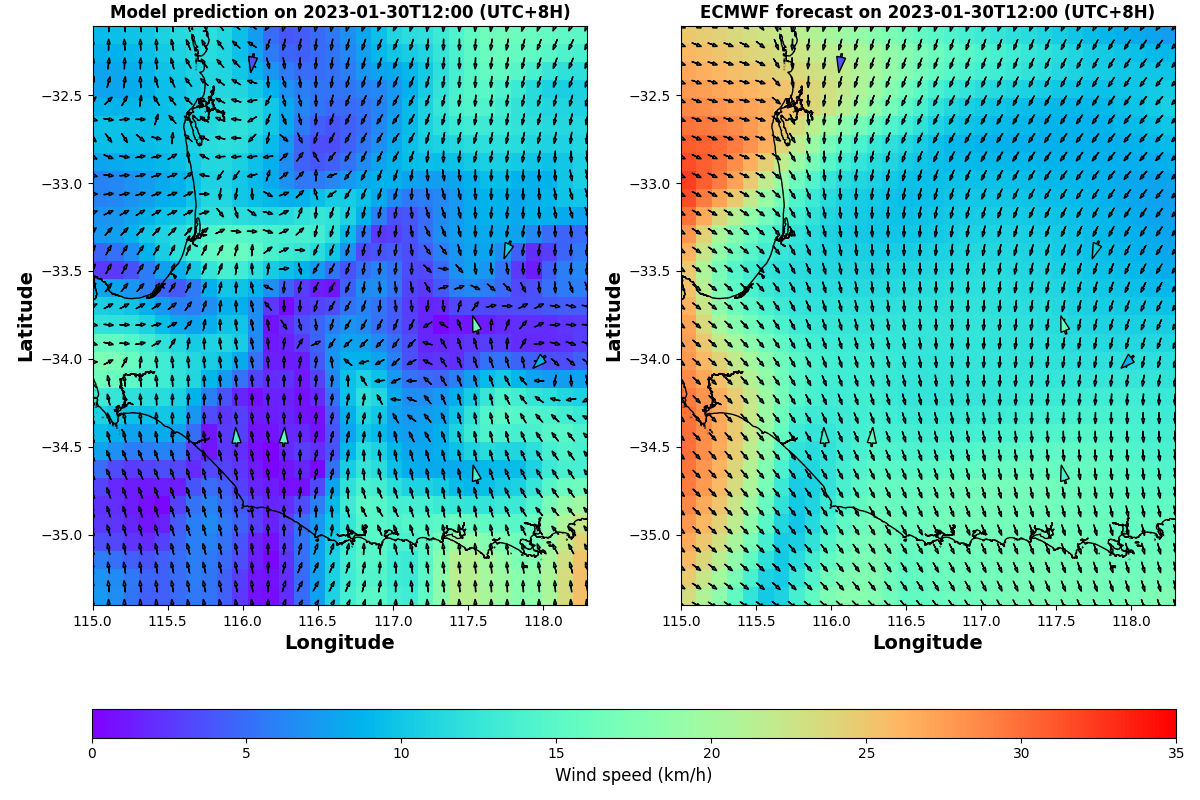 Model prediction on 2023-01-30T12:00 (UTC+8H)
ECMWF forecast on 2023-01-30T12:00 (UTC+8H)
Latitude
−32.5
−33.0
−33.5
−34.0
−34.5
−35.0
115.0 115.5 116.0 116.5 117.0 117.5 118.0
Longitude
Latitude
−32.5
−33.0
−33.5
−34.0
−34.5
−35.0
115.0 115.5 116.0 116.5 117.0 117.5 118.0
Longitude
0 5 10 15 20 25 30 35
Wind speed (km/h)